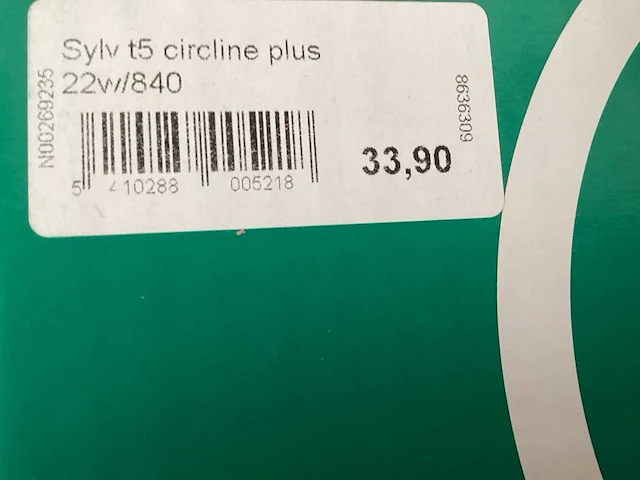 Sylv t5 circline plus
22w/840
N00269235
8636309
33,90
5 410288 005218